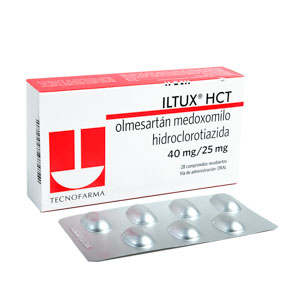 ILTUX® HCT
olmesartán medoxomilo
hidroclorotiazida
40 mg/25 mg
28 comprimidos recubiertos
Vía de administración ORAL
TECNOFARMA